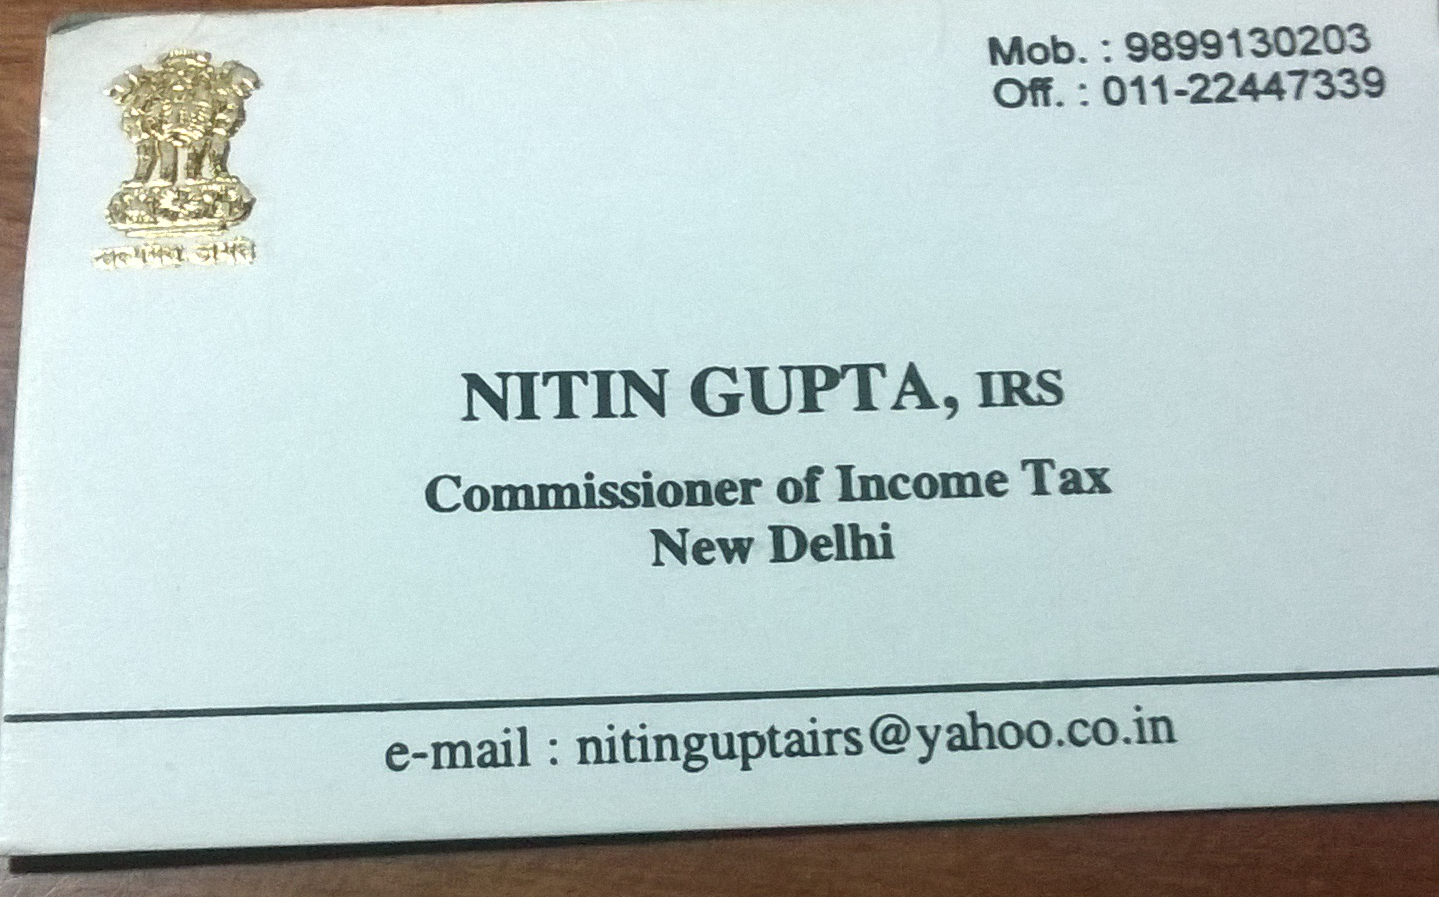 Mob. : 9899130203
Off. : 011-22447339
सत्यमेव जयते
NITIN GUPTA, IRS
Commissioner of Income Tax
New Delhi
e-mail : nitinguptairs@yahoo.co.in